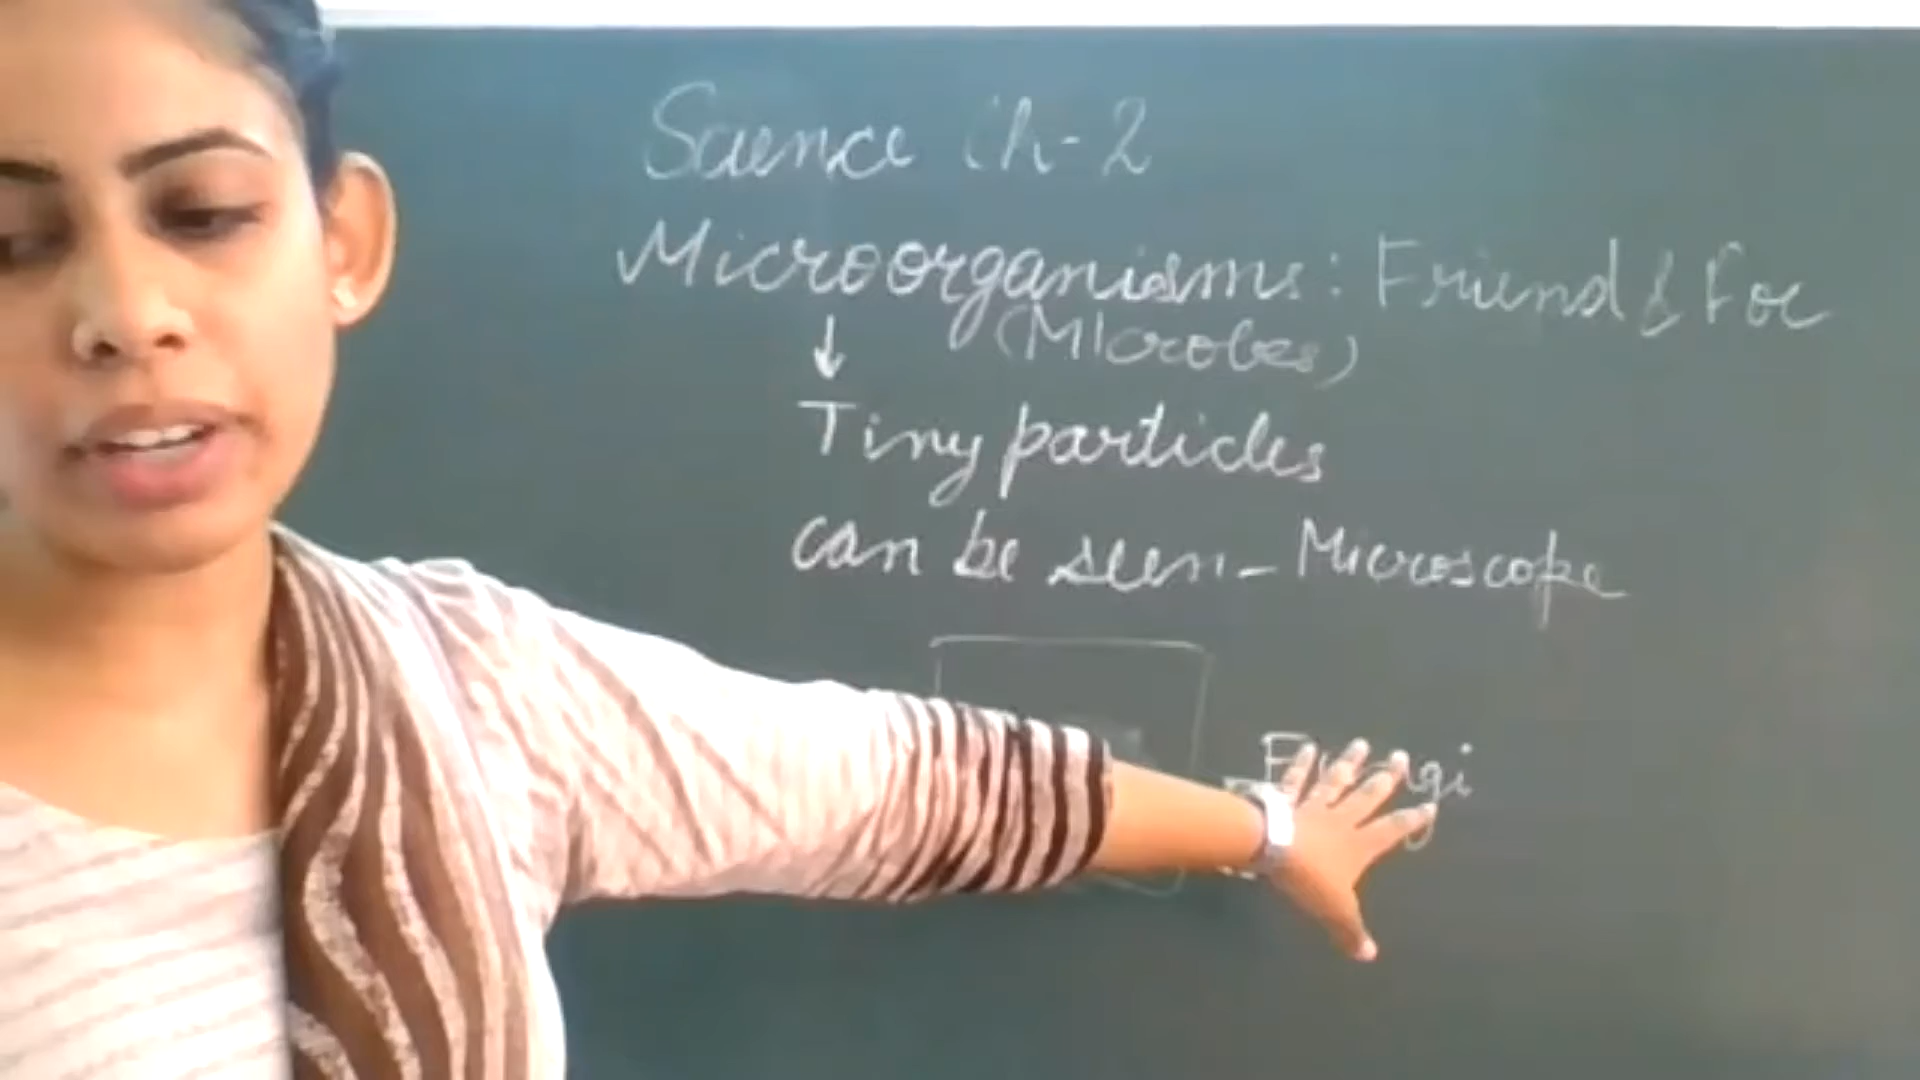 Science Ch-2
Microorganisms: Friend & Foe
(Microbes)
↓
Tiny particles
can be seen - Microscope
- Fungi